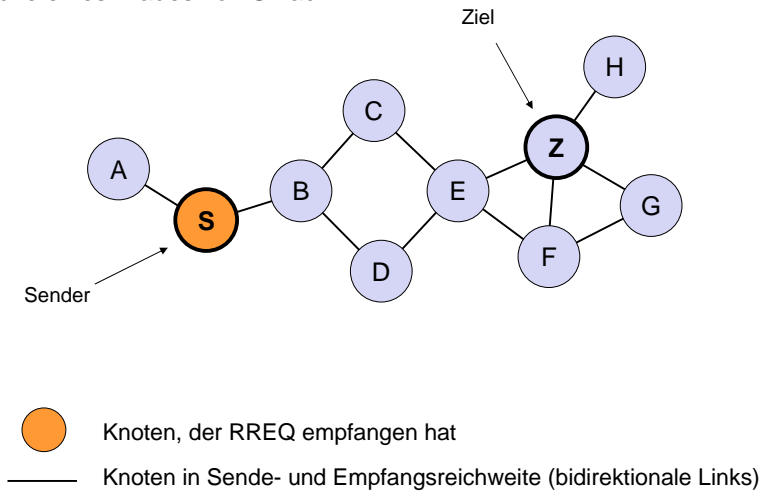 Ziel
H
C
Z
A
B
E
S
G
F
D
Sender
Knoten, der RREQ empfangen hat
Knoten in Sende- und Empfangsreichweite (bidirektionale Links)